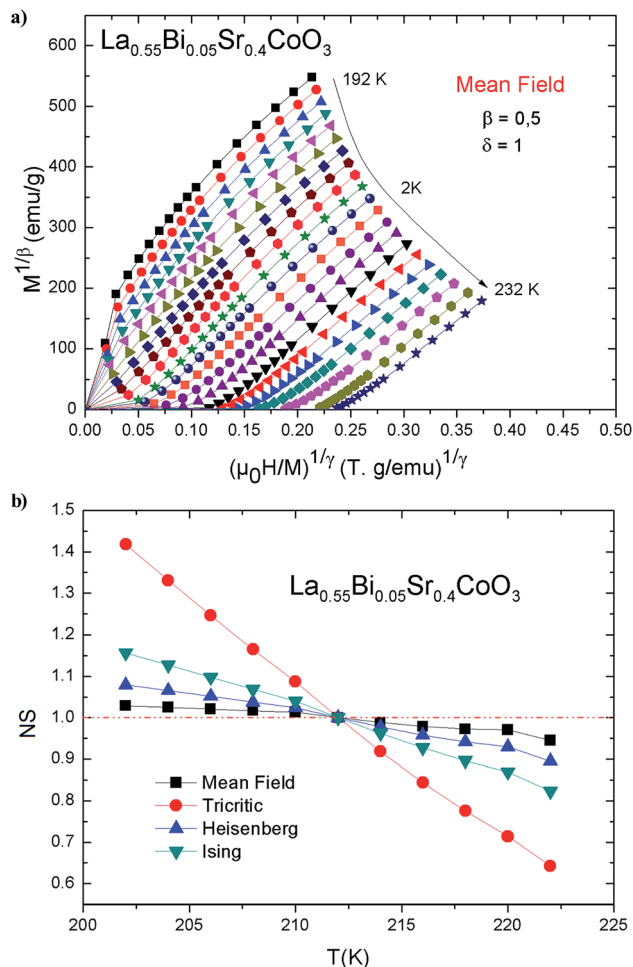 a)
La0.55Bi0.05Sr0.4CoO3
192 K
Mean Field
β = 0,5
δ = 1
2K
232 K
M1/β (emu/g)
600
500
400
300
200
100
0
0.00 0.05 0.10 0.15 0.20 0.25 0.30 0.35 0.40 0.45 0.50
(μ0H/M)1/γ (T. g/emu)1/γ
b)
La0.55Bi0.05Sr0.4CoO3
NS
1.5
1.4
1.3
1.2
1.1
1.0
0.9
0.8
0.7
0.6
Mean Field
Tricritic
Heisenberg
Ising
200 205 210 215 220 225
T(K)